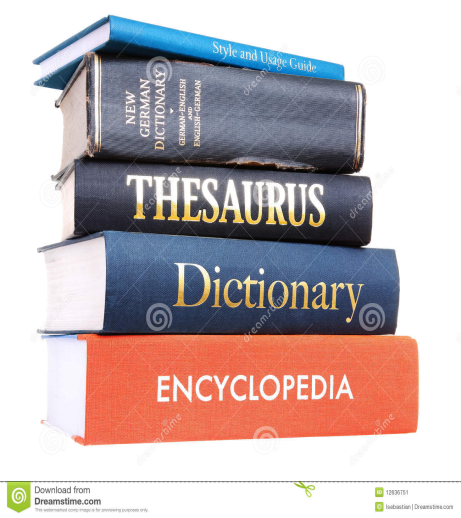 Style and Usage Guide
NEW
GERMAN
DICTIONARY
GERMAN-ENGLISH
AND
ENGLISH-GERMAN
THESAURUS
Dictionary
ENCYCLOPEDIA
Download from
Dreamstime.com
This watermarked comp image is for previewing purposes only.
12636751
Isebastian | Dreamstime.com